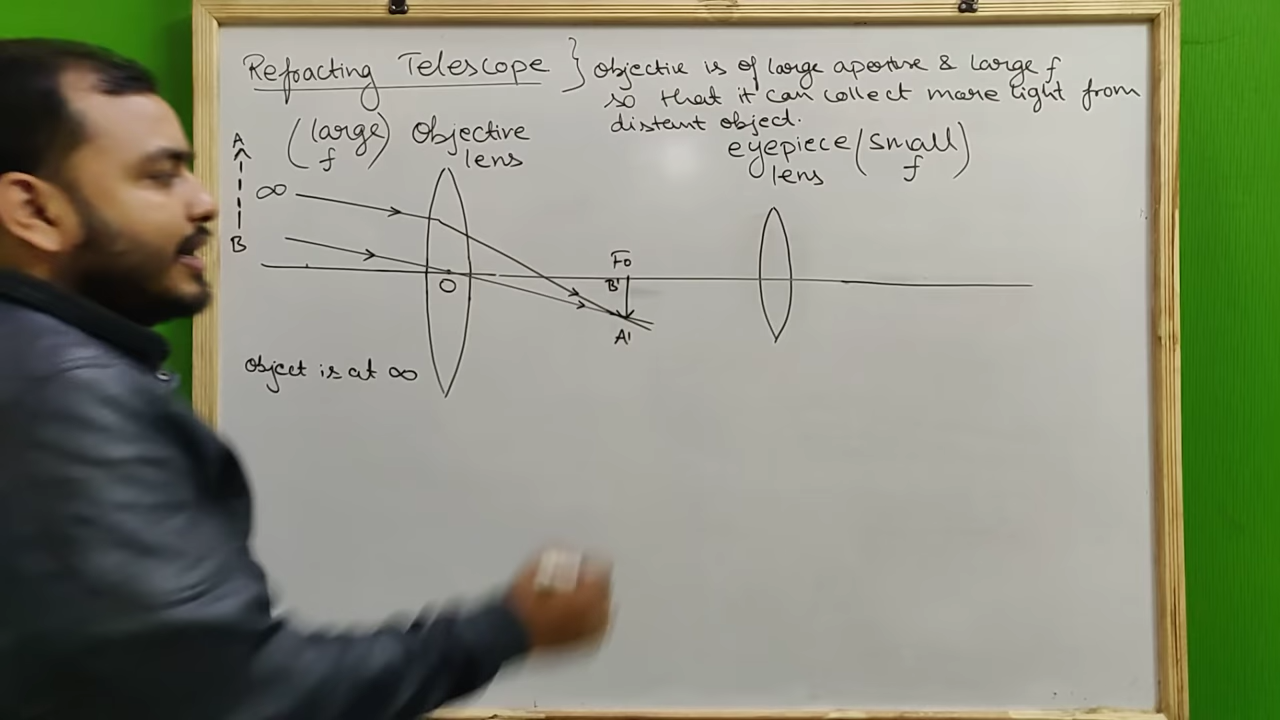 Refracting Telescope } objective is of large aperture & large f
so that it can collect more light from
distant object.
(large f) Objective lens
eyepiece lens (small f)
A
∞
B
O
Fo
B'
A'
object is at ∞